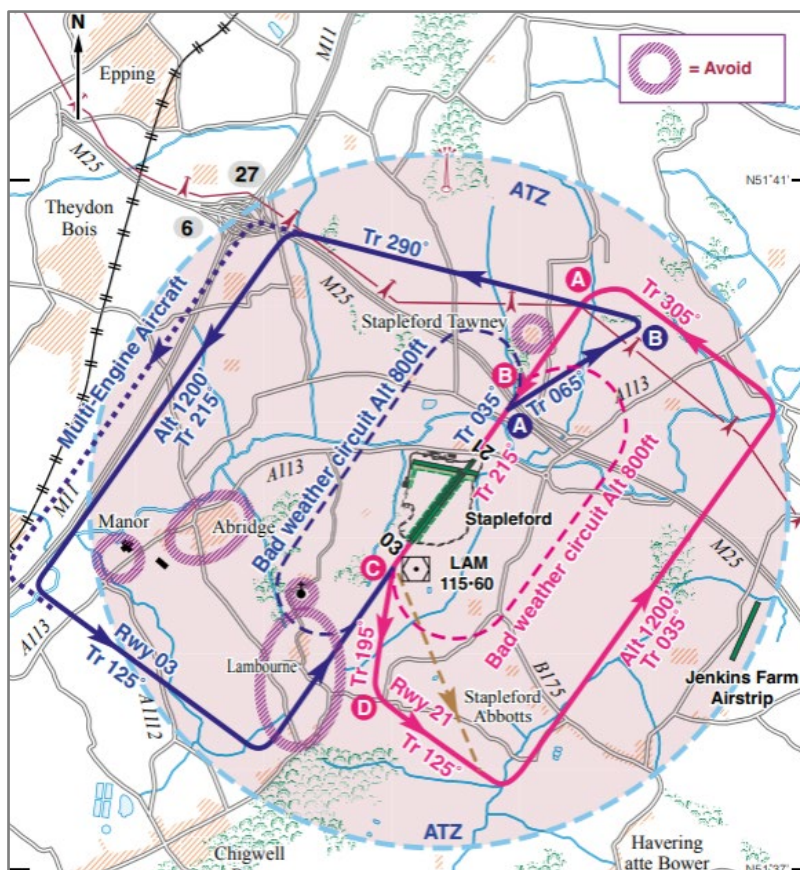 N
Epping
M11
= Avoid
M25
27
ATZ
N51°41'
Theydon
Bois
6
Tr 290°
M25
A
Tr 305°
Stapleford Tawney
B
B
Multi-Engine Aircraft
Alt 1200'
Tr 215°
Bad weather circuit Alt 800ft
Tr 035°
Tr 065°
A
A113
A113
21
Tr 215°
M11
Manor
Abridge
Stapleford
Bad weather circuit Alt 800ft
03
C
LAM
115·60
M25
Alt 1200'
Tr 035°
A113
Rwy 03
Tr 125°
Lambourne
Tr 195°
Jenkins Farm
Airstrip
A1112
D
Rwy 21
Tr 125°
Stapleford
Abbotts
B175
ATZ
Chigwell
Havering
atte Bower
N51°37'